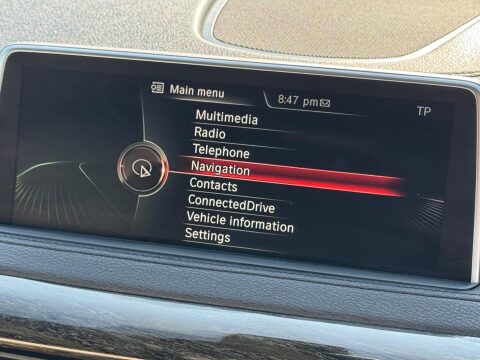 Main menu
8:47 pm
TP
Multimedia
Radio
Telephone
Navigation
Contacts
ConnectedDrive
Vehicle information
Settings